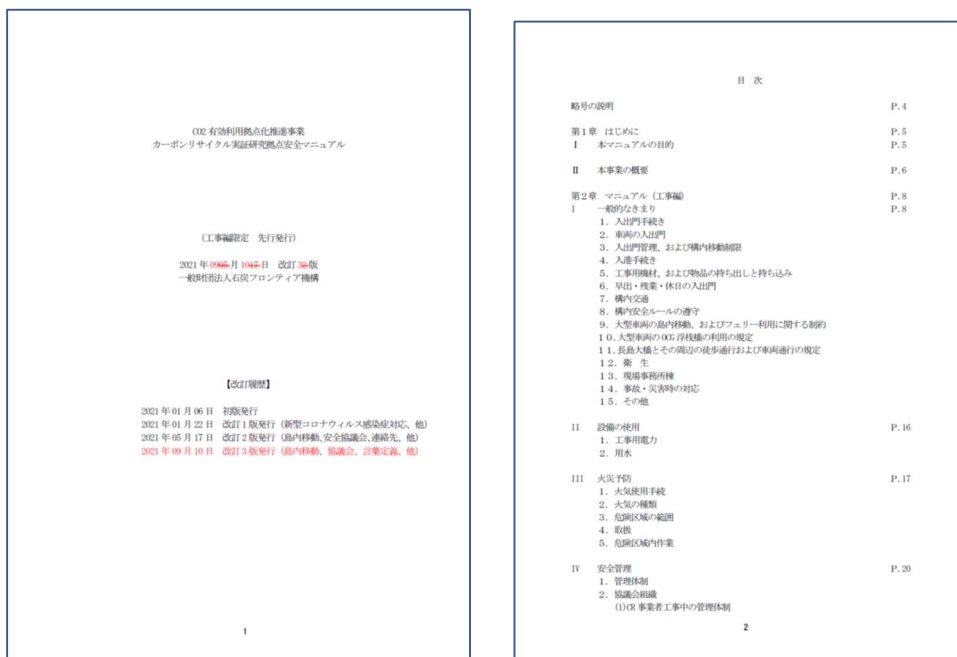 CO2 有効利用拠点化推進事業
カーボンリサイクル実証研究拠点安全マニュアル
(工事編限定 先行発行)
2021 年 0905 月 1017 日 改訂 32 版
一般財団法人石炭フロンティア機構
【改訂履歴】
2021 年 01 月 06 日 初版発行
2021 年 01 月 22 日 改訂 1 版発行 (新型コロナウィルス感染症対応、他)
2021 年 05 月 17 日 改訂 2 版発行 (島内移動、安全協議会、連絡先、他)
2021 年 09 月 10 日 改訂 3 版発行 (島内移動、協議会、言葉定義、他)
1
目 次
略号の説明 P.4
第1章 はじめに P.5
I 本マニュアルの目的 P.5
II 本事業の概要 P.6
第2章 マニュアル (工事編) P.8
I 一般的なきまり P.8
1. 入出門手続き
2. 車両の入出門
3. 入出門管理、および構内移動制限
4. 入港手続き
5. 工事用機材、および物品の持ち出しと持ち込み
6. 早出・残業・休日の入出門
7. 構内交通
8. 構内安全ルールの遵守
9. 大型車両の島内移動、およびフェリー利用に関する制約
10. 大型車両の OCG 浮桟橋の利用の規定
11. 長島大橋とその周辺の徒歩通行および車両通行の規定
12. 衛 生
13. 現場事務所棟
14. 事故・災害時の対応
15. その他
II 設備の使用 P.16
1. 工事用電力
2. 用水
III 火災予防 P.17
1. 火気使用手続
2. 火気の種類
3. 危険区域の範囲
4. 取扱
5. 危険区域内作業
IV 安全管理 P.20
1. 管理体制
2. 協議会組織
(1)CR 事業者工事中の管理体制
2